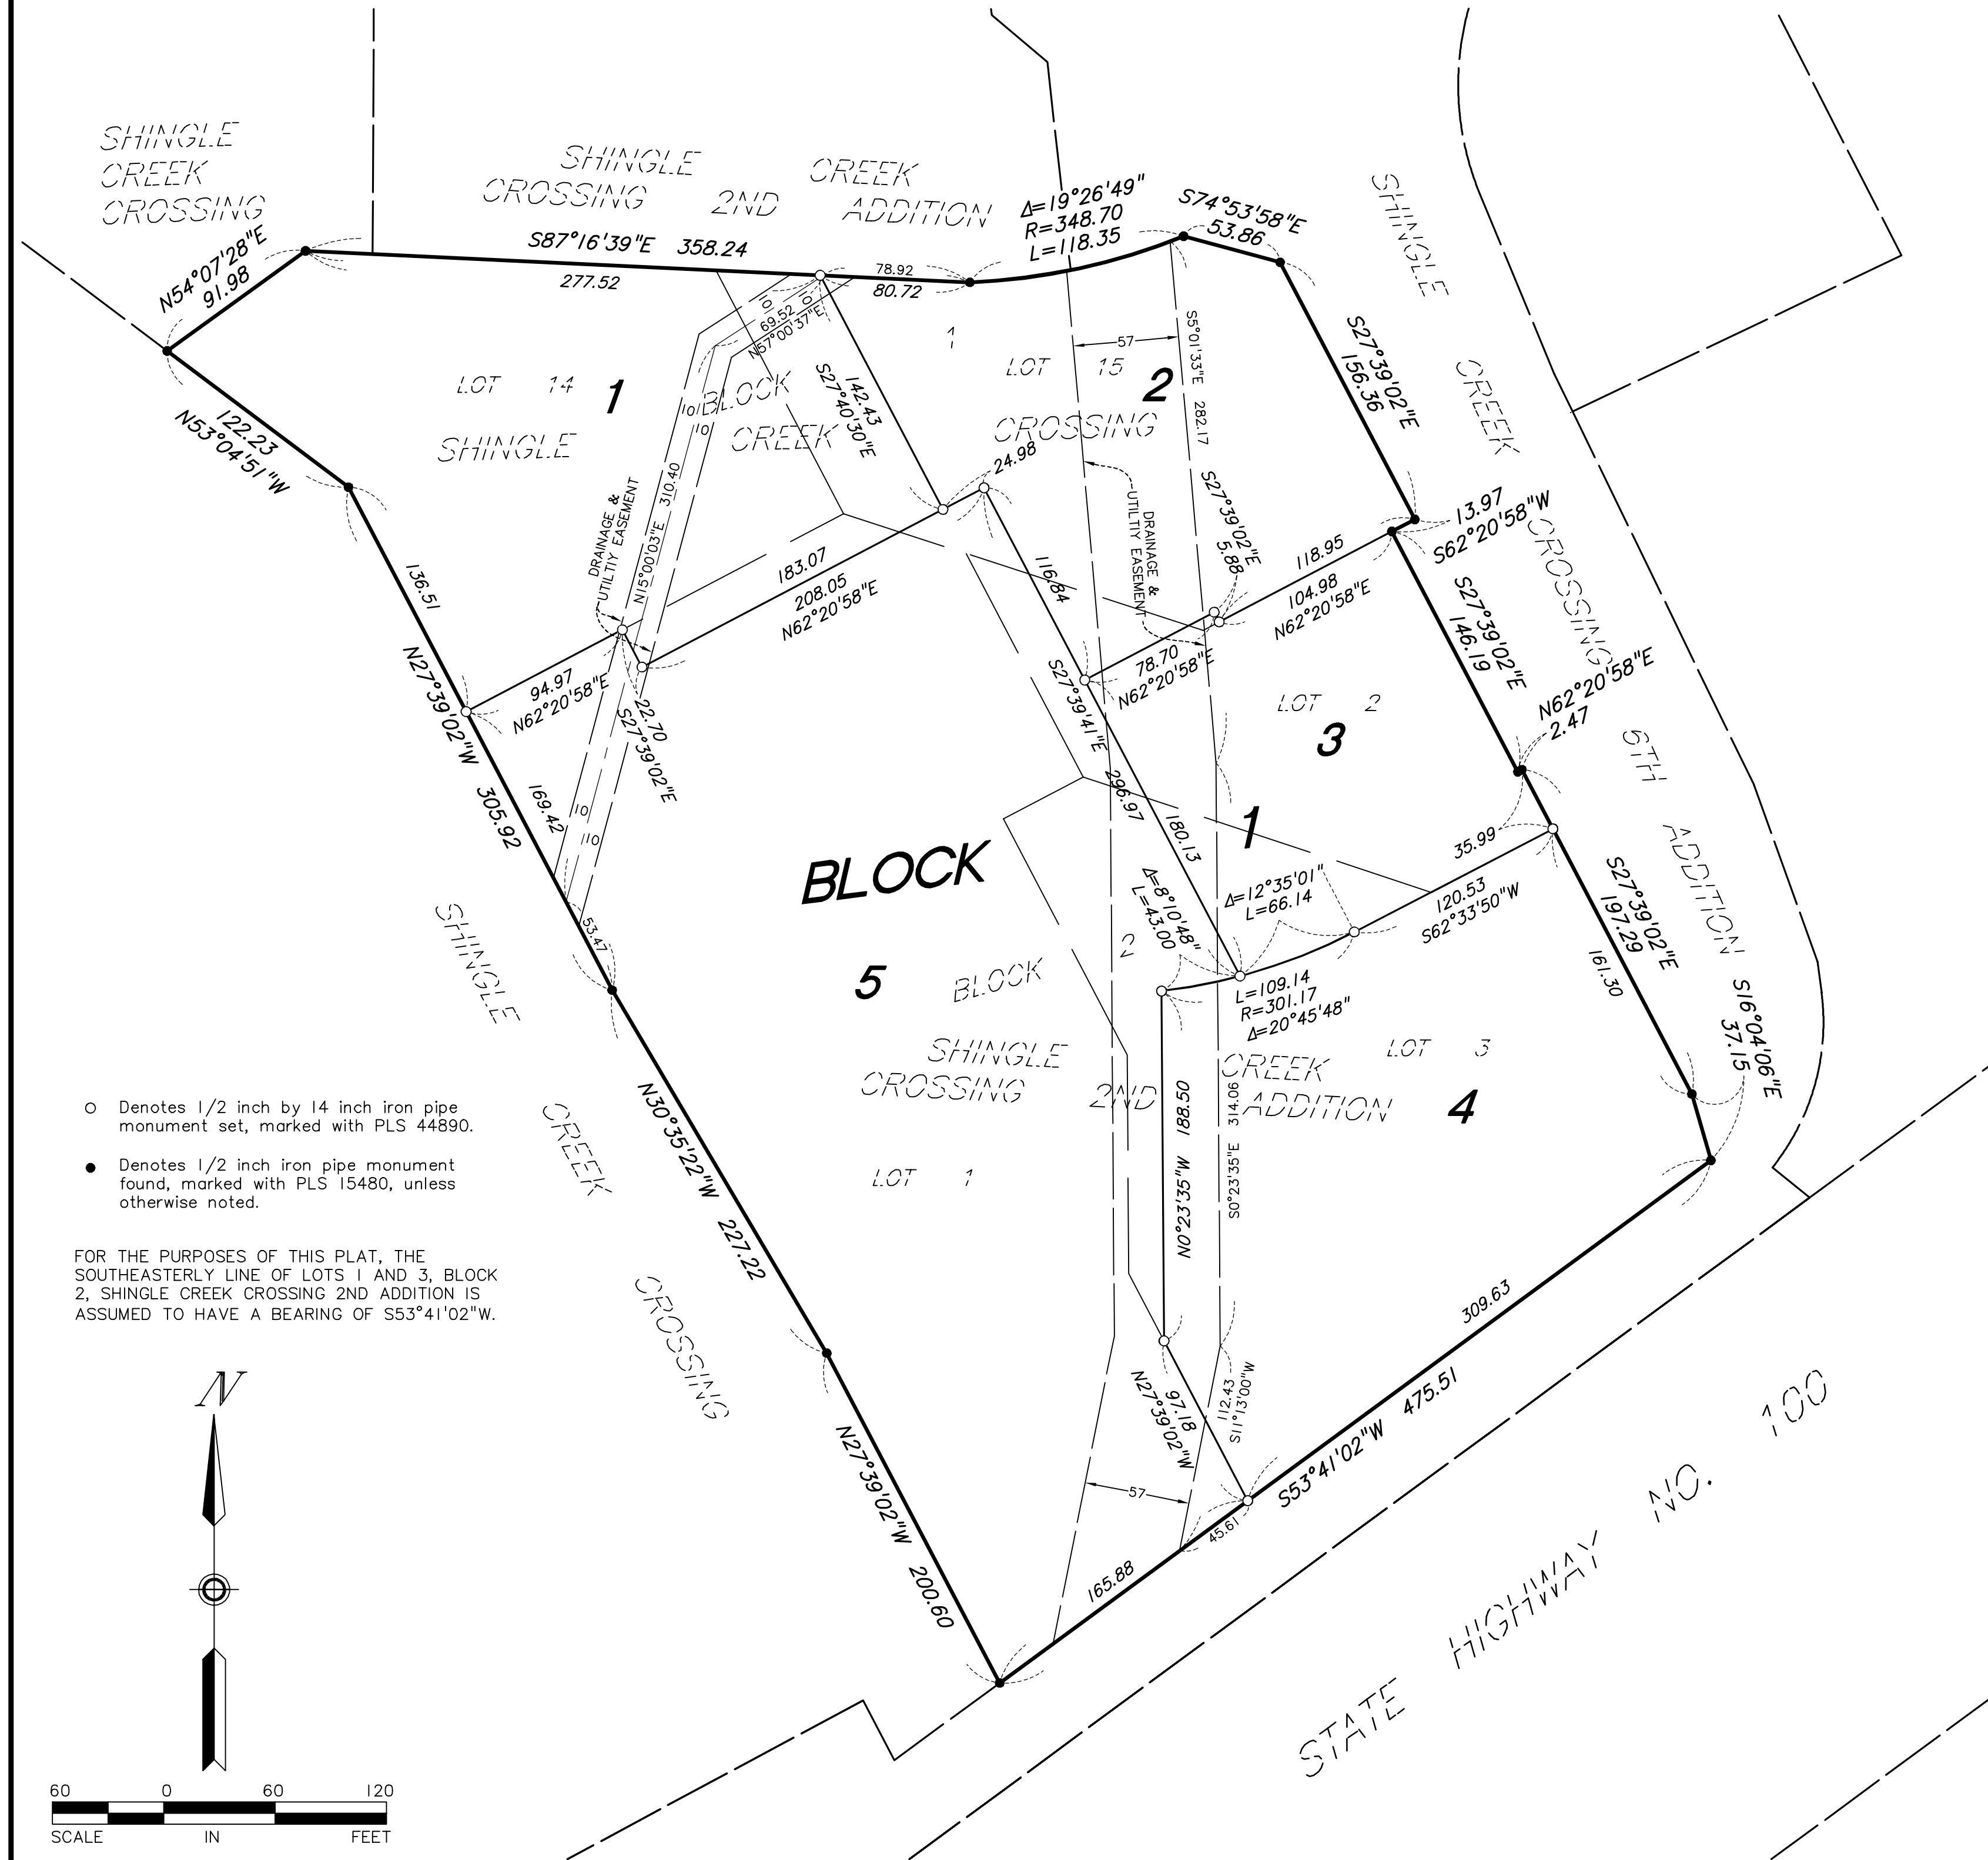 SHINGLE
CREEK
CROSSING
SHINGLE CREEK
CROSSING 2ND ADDITION
Δ=19°26'49"
R=348.70
L=118.35
S74°53'58"E
53.86
N54°07'28"E
91.98
S87°16'39"E 358.24
277.52
78.92
80.72
10
10
69.52
N57°00'37"E
1
57
S5°01'33"E 282.17
LOT 14
1
BLOCK
LOT 15
2
SHINGLE
CREEK
CROSSING
142.43
S27°40'30"E
S27°39'02"E
156.36
122.23
N53°04'51"W
10
10
24.98
DRAINAGE &
UTILTIY EASEMENT
N15°00'03"E 310.40
DRAINAGE &
UTILTIY EASEMENT
S27°39'02"E
5.88
13.97
S62°20'58"W
118.95
104.98
N62°20'58"E
183.07
208.05
N62°20'58"E
116.84
136.51
N27°39'02"W
305.92
94.97
N62°20'58"E
22.70
S27°39'02"E
169.42
78.70
N62°20'58"E
S27°39'41"E 296.97
180.13
S27°39'02"E
146.19
N62°20'58"E
2.47
LOT 2
3
1
SHINGLE
CREEK
CROSSING
5TH
ADDITION
10
10
53.47
BLOCK
5
Δ=8°10'48"
L=43.00
Δ=12°35'01"
L=66.14
35.99
120.53
S62°33'50"W
S27°39'02"E
197.29
161.30
S16°04'06"E
37.15
2
BLOCK
L=109.14
R=301.17
Δ=20°45'48"
SHINGLE CREEK
CROSSING 2ND ADDITION
LOT 3
4
LOT 1
N0°23'35"W 188.50
S0°23'35"E 314.06
SHINGLE
CREEK
CROSSING
N30°35'22"W 227.22
Denotes 1/2 inch by 14 inch iron pipe
monument set, marked with PLS 44890.
Denotes 1/2 inch iron pipe monument
found, marked with PLS 15480, unless
otherwise noted.
FOR THE PURPOSES OF THIS PLAT, THE
SOUTHEASTERLY LINE OF LOTS 1 AND 3, BLOCK
2, SHINGLE CREEK CROSSING 2ND ADDITION IS
ASSUMED TO HAVE A BEARING OF S53°41'02"W.
N
97.18
N27°39'02"W
112.43
S11°13'00"W
309.63
S53°41'02"W 475.51
57
45.61
165.88
N27°39'02"W 200.60
STATE HIGHWAY NO. 100
60 0 60 120
SCALE IN FEET